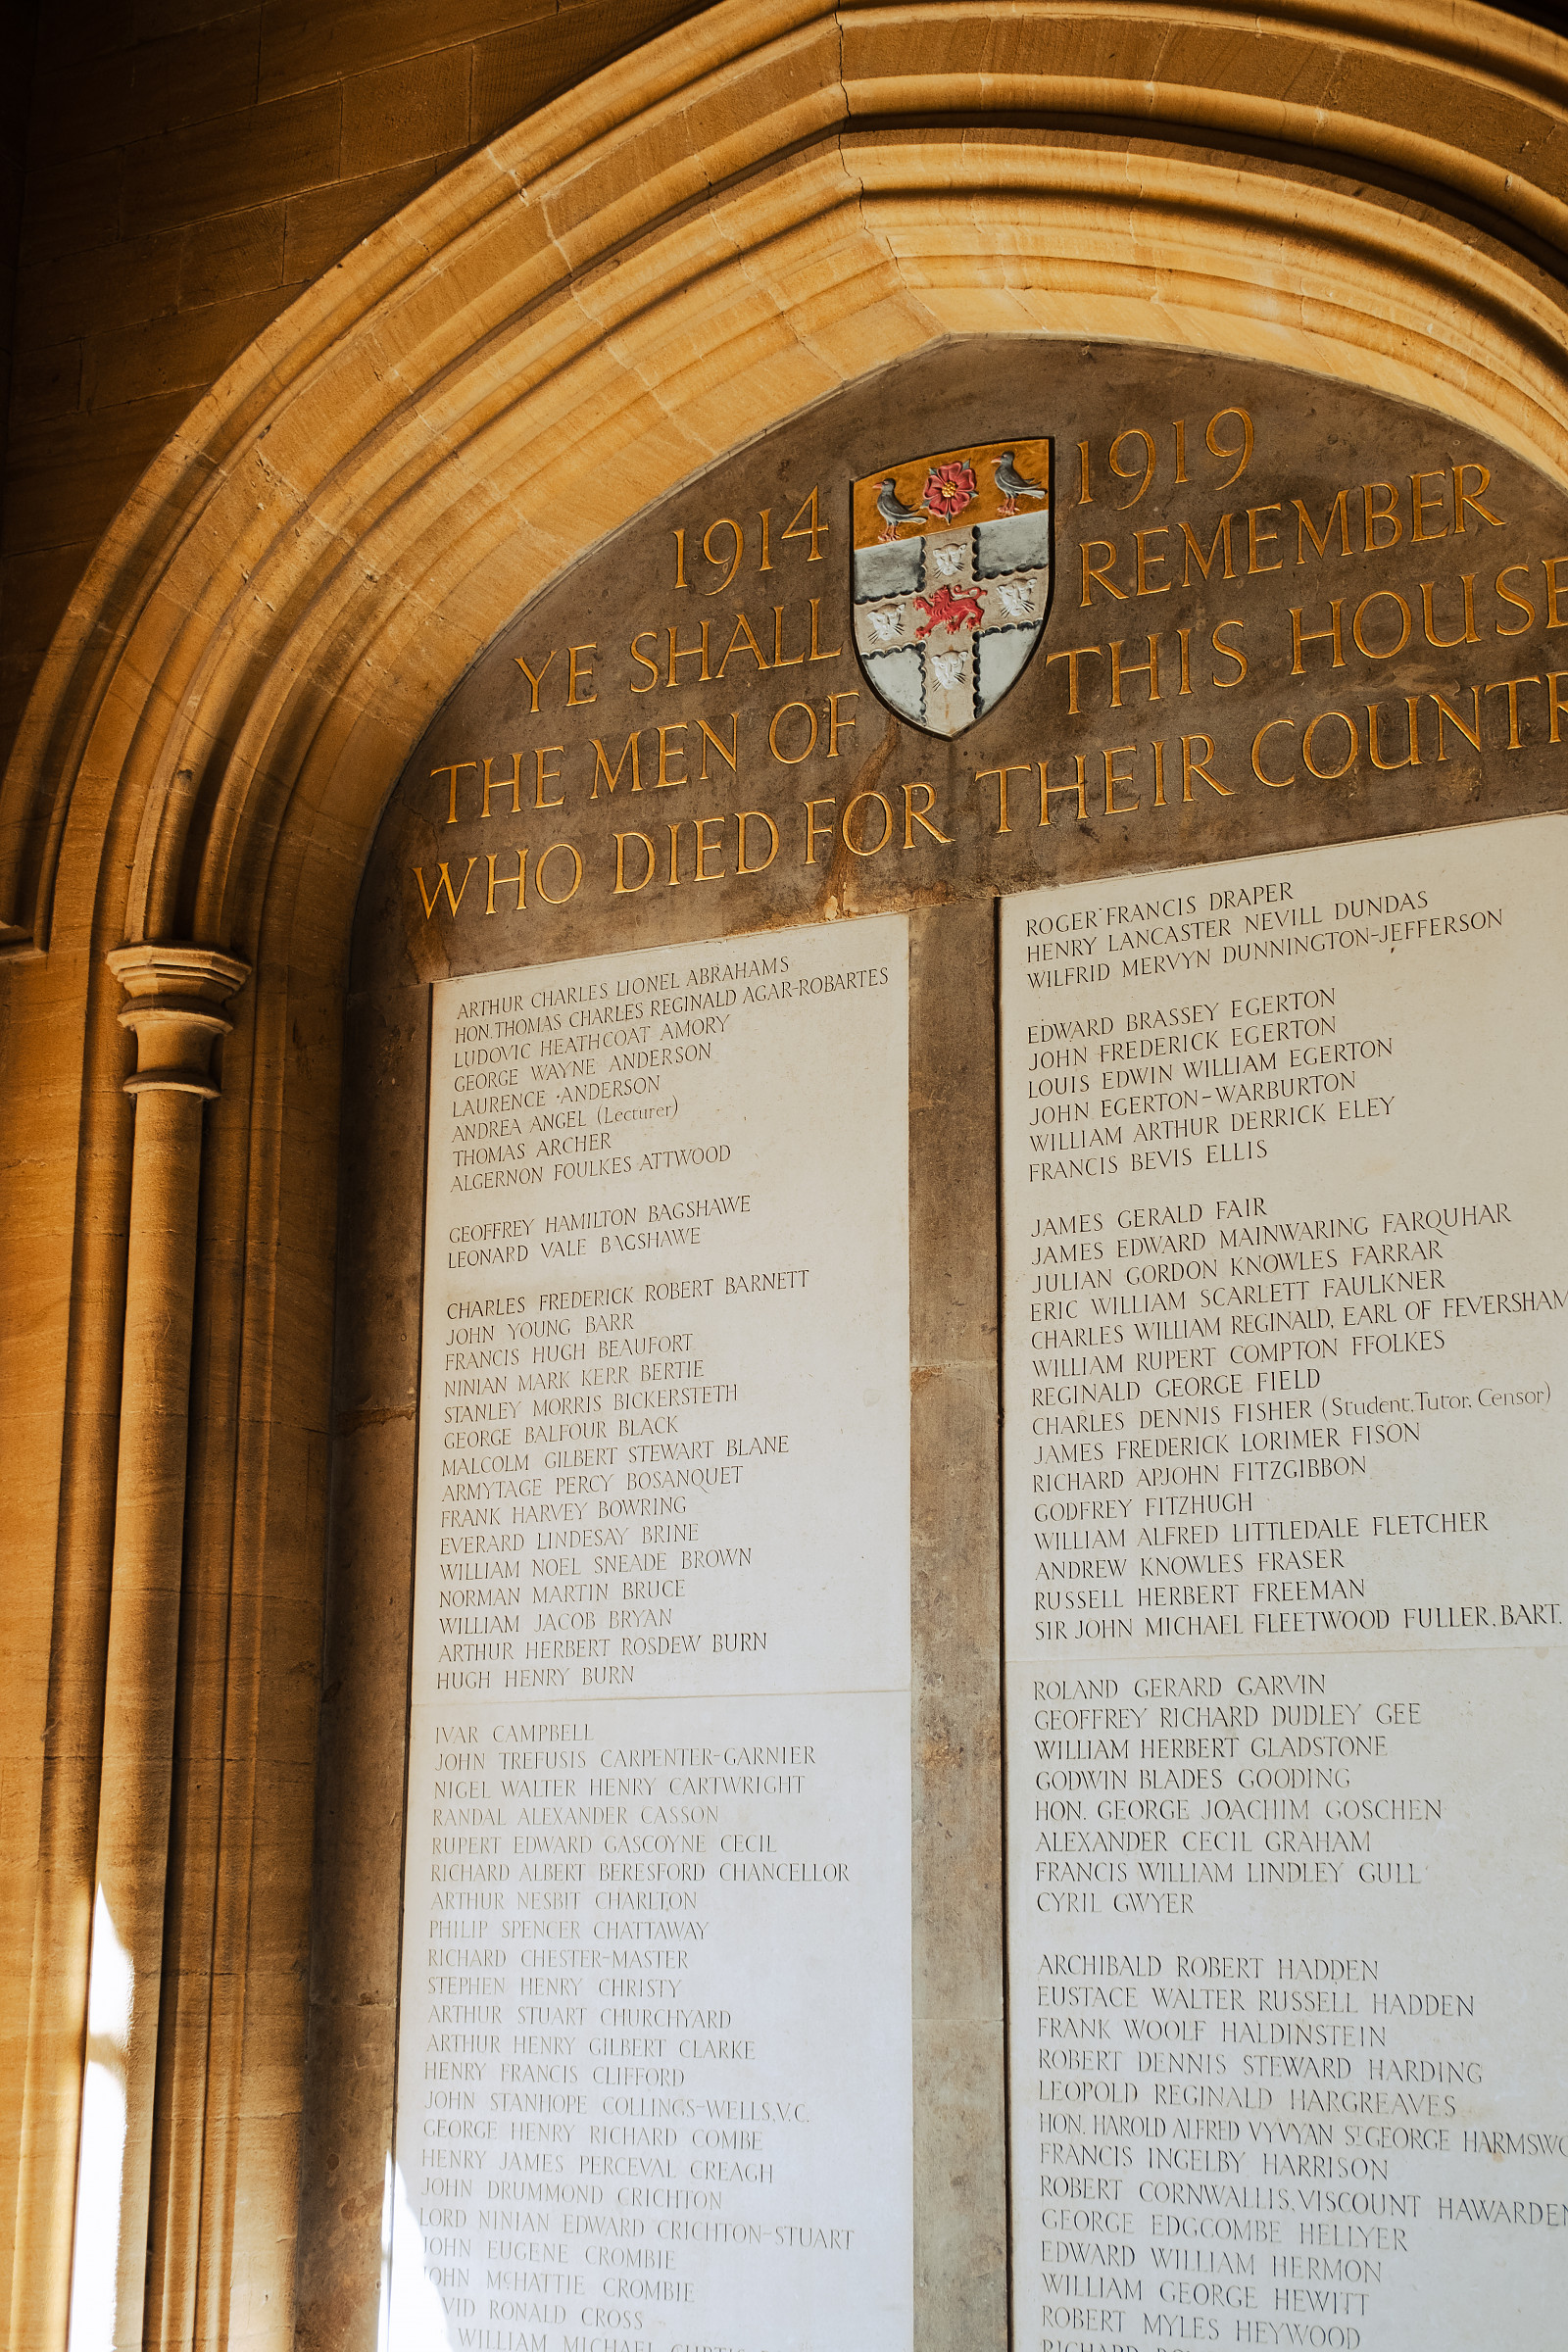 1914 1919
YE SHALL REMEMBER
THE MEN OF THIS HOUSE
WHO DIED FOR THEIR COUNTR
ARTHUR CHARLES LIONEL ABRAHAMS
HON. THOMAS CHARLES REGINALD AGAR-ROBARTES
LUDOVIC HEATHCOAT AMORY
GEORGE WAYNE ANDERSON
LAURENCE ANDERSON
ANDREA ANGEL (Lecturer)
THOMAS ARCHER
ALGERNON FOULKES ATTWOOD
GEOFFREY HAMILTON BAGSHAWE
LEONARD VALE BAGSHAWE
CHARLES FREDERICK ROBERT BARNETT
JOHN YOUNG BARR
FRANCIS HUGH BEAUFORT
NINIAN MARK KERR BERTIE
STANLEY MORRIS BICKERSTETH
GEORGE BALFOUR BLACK
MALCOLM GILBERT STEWART BLANE
ARMYTAGE PERCY BOSANQUET
FRANK HARVEY BOWRING
EVERARD LINDESAY BRINE
WILLIAM NOEL SNEADE BROWN
NORMAN MARTIN BRUCE
WILLIAM JACOB BRYAN
ARTHUR HERBERT ROSDEW BURN
HUGH HENRY BURN
IVAR CAMPBELL
JOHN TREFUSIS CARPENTER-GARNIER
NIGEL WALTER HENRY CARTWRIGHT
RANDAL ALEXANDER CASSON
RUPERT EDWARD GASCOYNE CECIL
RICHARD ALBERT BERESFORD CHANCELLOR
ARTHUR NESBIT CHARLTON
PHILIP SPENCER CHATTAWAY
RICHARD CHESTER-MASTER
STEPHEN HENRY CHRISTY
ARTHUR STUART CHURCHYARD
ARTHUR HENRY GILBERT CLARKE
HENRY FRANCIS CLIFFORD
JOHN STANHOPE COLLINGS-WELLS, V.C.
GEORGE HENRY RICHARD COMBE
HENRY JAMES PERCEVAL CREAGH
JOHN DRUMMOND CRICHTON
LORD NINIAN EDWARD CRICHTON-STUART
JOHN EUGENE CROMBIE
JOHN McHATTIE CROMBIE
VID RONALD CROSS
WILLIAM MICHAEL CURTIS
ROGER FRANCIS DRAPER
HENRY LANCASTER NEVILL DUNDAS
WILFRID MERVYN DUNNINGTON-JEFFERSON
EDWARD BRASSEY EGERTON
JOHN FREDERICK EGERTON
LOUIS EDWIN WILLIAM EGERTON
JOHN EGERTON-WARBURTON
WILLIAM ARTHUR DERRICK ELEY
FRANCIS BEVIS ELLIS
JAMES GERALD FAIR
JAMES EDWARD MAINWARING FARQUHAR
JULIAN GORDON KNOWLES FARRAR
ERIC WILLIAM SCARLETT FAULKNER
CHARLES WILLIAM REGINALD, EARL OF FEVERSHAM
WILLIAM RUPERT COMPTON FFOLKES
REGINALD GEORGE FIELD
CHARLES DENNIS FISHER (Student, Tutor, Censor)
JAMES FREDERICK LORIMER FISON
RICHARD APJOHN FITZGIBBON
GODFREY FITZHUGH
WILLIAM ALFRED LITTLEDALE FLETCHER
ANDREW KNOWLES FRASER
RUSSELL HERBERT FREEMAN
SIR JOHN MICHAEL FLEETWOOD FULLER, BART.
ROLAND GERARD GARVIN
GEOFFREY RICHARD DUDLEY GEE
WILLIAM HERBERT GLADSTONE
GODWIN BLADES GOODING
HON. GEORGE JOACHIM GOSCHEN
ALEXANDER CECIL GRAHAM
FRANCIS WILLIAM LINDLEY GULL
CYRIL GWYER
ARCHIBALD ROBERT HADDEN
EUSTACE WALTER RUSSELL HADDEN
FRANK WOOLF HALDINSTEIN
ROBERT DENNIS STEWARD HARDING
LEOPOLD REGINALD HARGREAVES
HON. HAROLD ALFRED VYVYAN ST GEORGE HARMSWO
FRANCIS INGELBY HARRISON
ROBERT CORNWALLIS, VISCOUNT HAWARDEN
GEORGE EDGCOMBE HELLYER
EDWARD WILLIAM HERMON
WILLIAM GEORGE HEWITT
ROBERT MYLES HEYWOOD